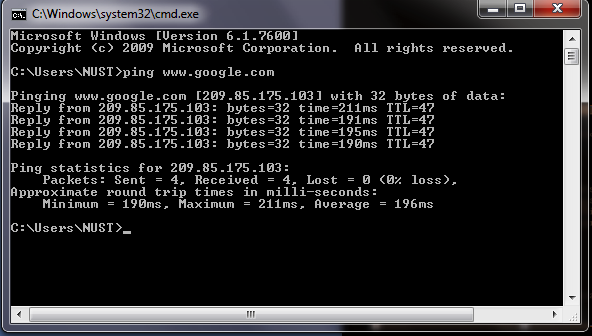 C:\Windows\system32\cmd.exe
Microsoft Windows [Version 6.1.7600]
Copyright (c) 2009 Microsoft Corporation.  All rights reserved.
C:\Users\NUST>ping www.google.com
Pinging www.google.com [209.85.175.103] with 32 bytes of data:
Reply from 209.85.175.103: bytes=32 time=211ms TTL=47
Reply from 209.85.175.103: bytes=32 time=191ms TTL=47
Reply from 209.85.175.103: bytes=32 time=195ms TTL=47
Reply from 209.85.175.103: bytes=32 time=190ms TTL=47
Ping statistics for 209.85.175.103:
    Packets: Sent = 4, Received = 4, Lost = 0 (0% loss),
Approximate round trip times in milli-seconds:
    Minimum = 190ms, Maximum = 211ms, Average = 196ms
C:\Users\NUST>_